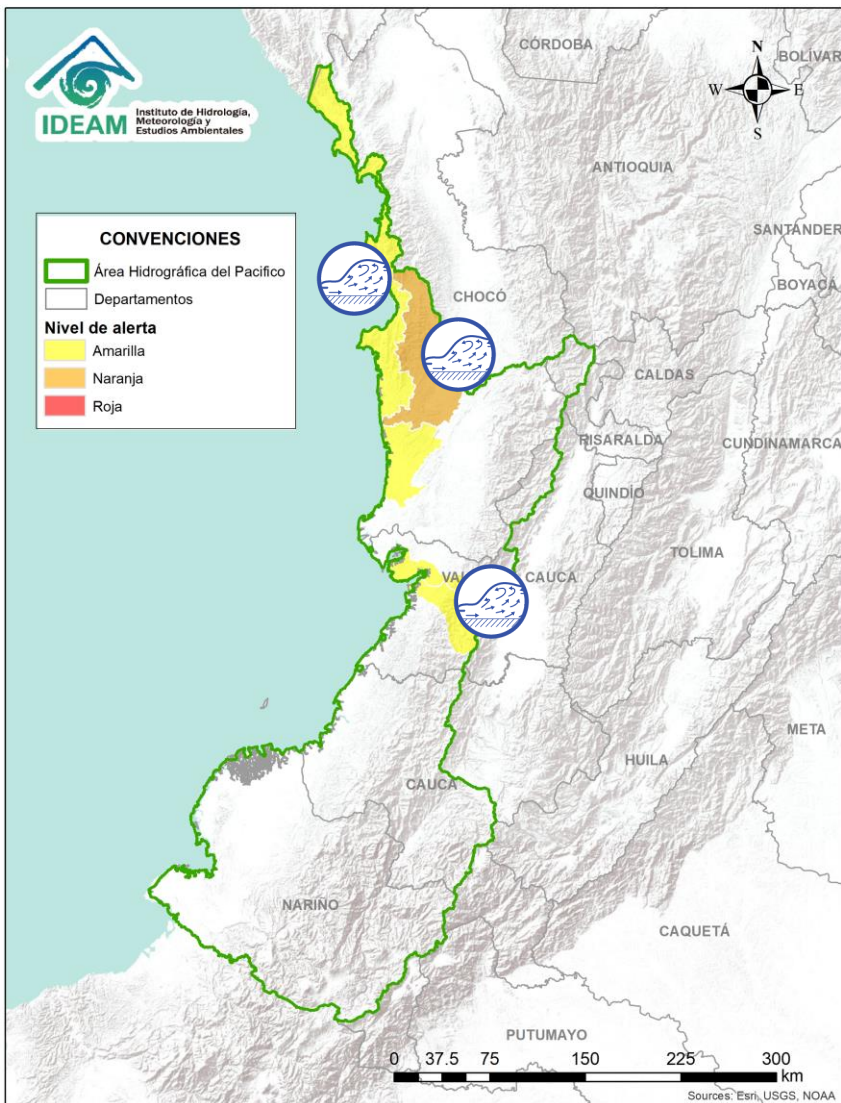 IDEAM
Instituto de Hidrología,
Meteorología y
Estudios Ambientales
CÓRDOBA
BOLÍVAR
N
W
E
S
ANTIOQUIA
SANTANDER
BOYACÁ
CONVENCIONES
Área Hidrográfica del Pacifico
Departamentos
Nivel de alerta
Amarilla
Naranja
Roja
CHOCÓ
CALDAS
RISARALDA
CUNDINAMARCA
QUINDÍO
TOLIMA
CAUCA
META
HUILA
CAUCA
NARIÑO
CAQUETÁ
PUTUMAYO
0 37.5 75 150 225 300
km
Sources: Esri, USGS, NOAA